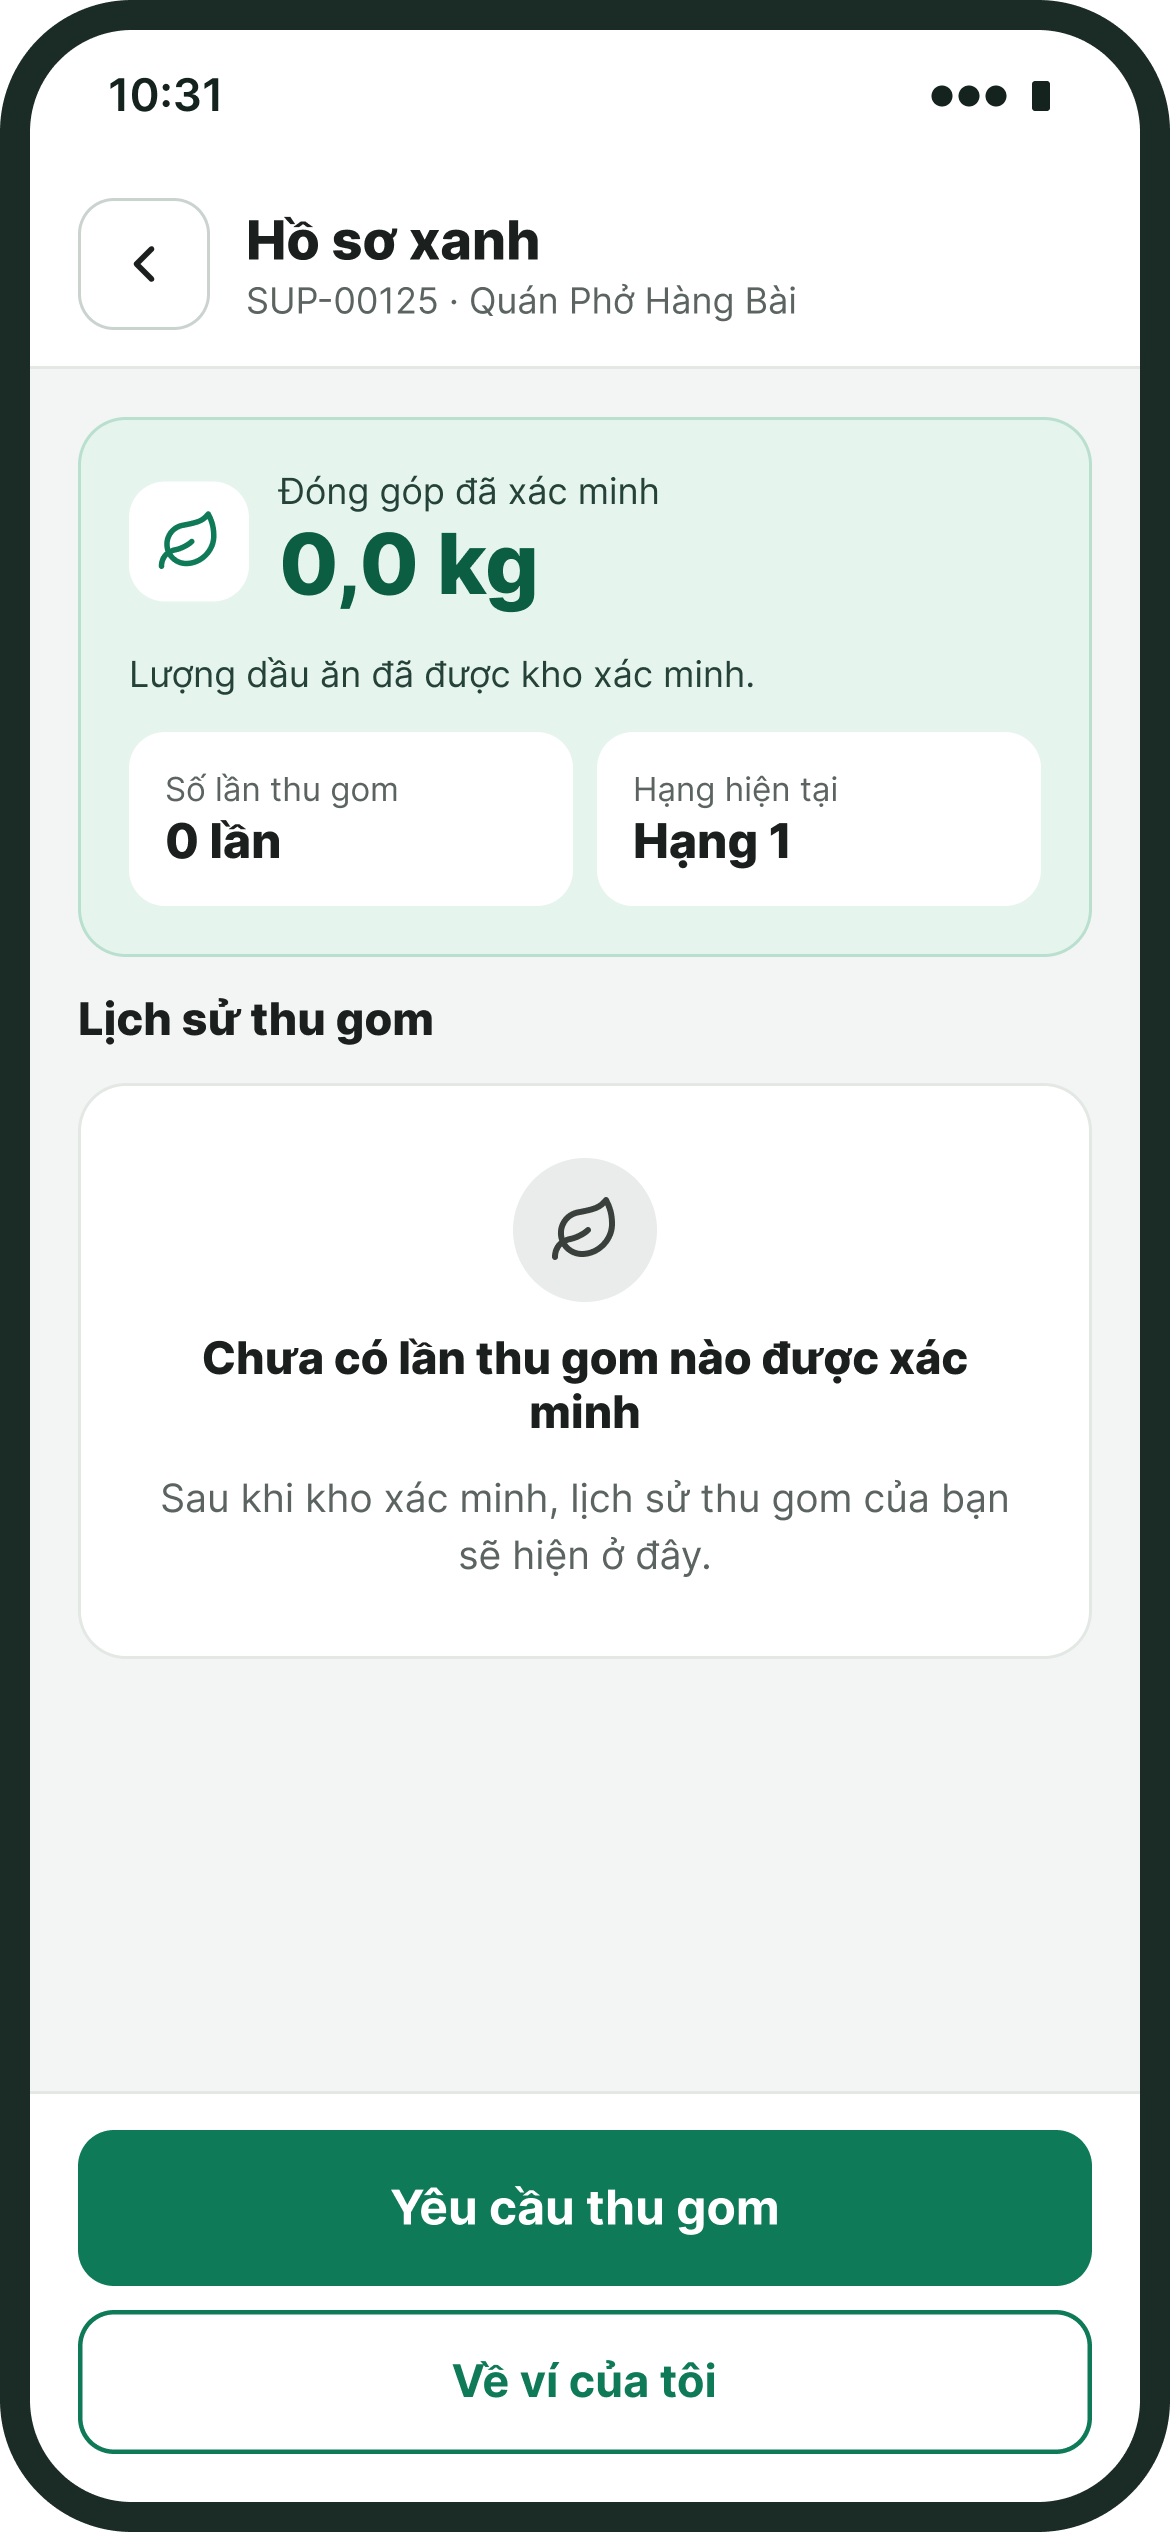 10:31
Hồ sơ xanh
SUP-00125 · Quán Phở Hàng Bài
Đóng góp đã xác minh
0,0 kg
Lượng dầu ăn đã được kho xác minh.
Số lần thu gom
0 lần
Hạng hiện tại
Hạng 1
Lịch sử thu gom
Chưa có lần thu gom nào được xác
minh
Sau khi kho xác minh, lịch sử thu gom của bạn
sẽ hiện ở đây.
Yêu cầu thu gom
Về ví của tôi